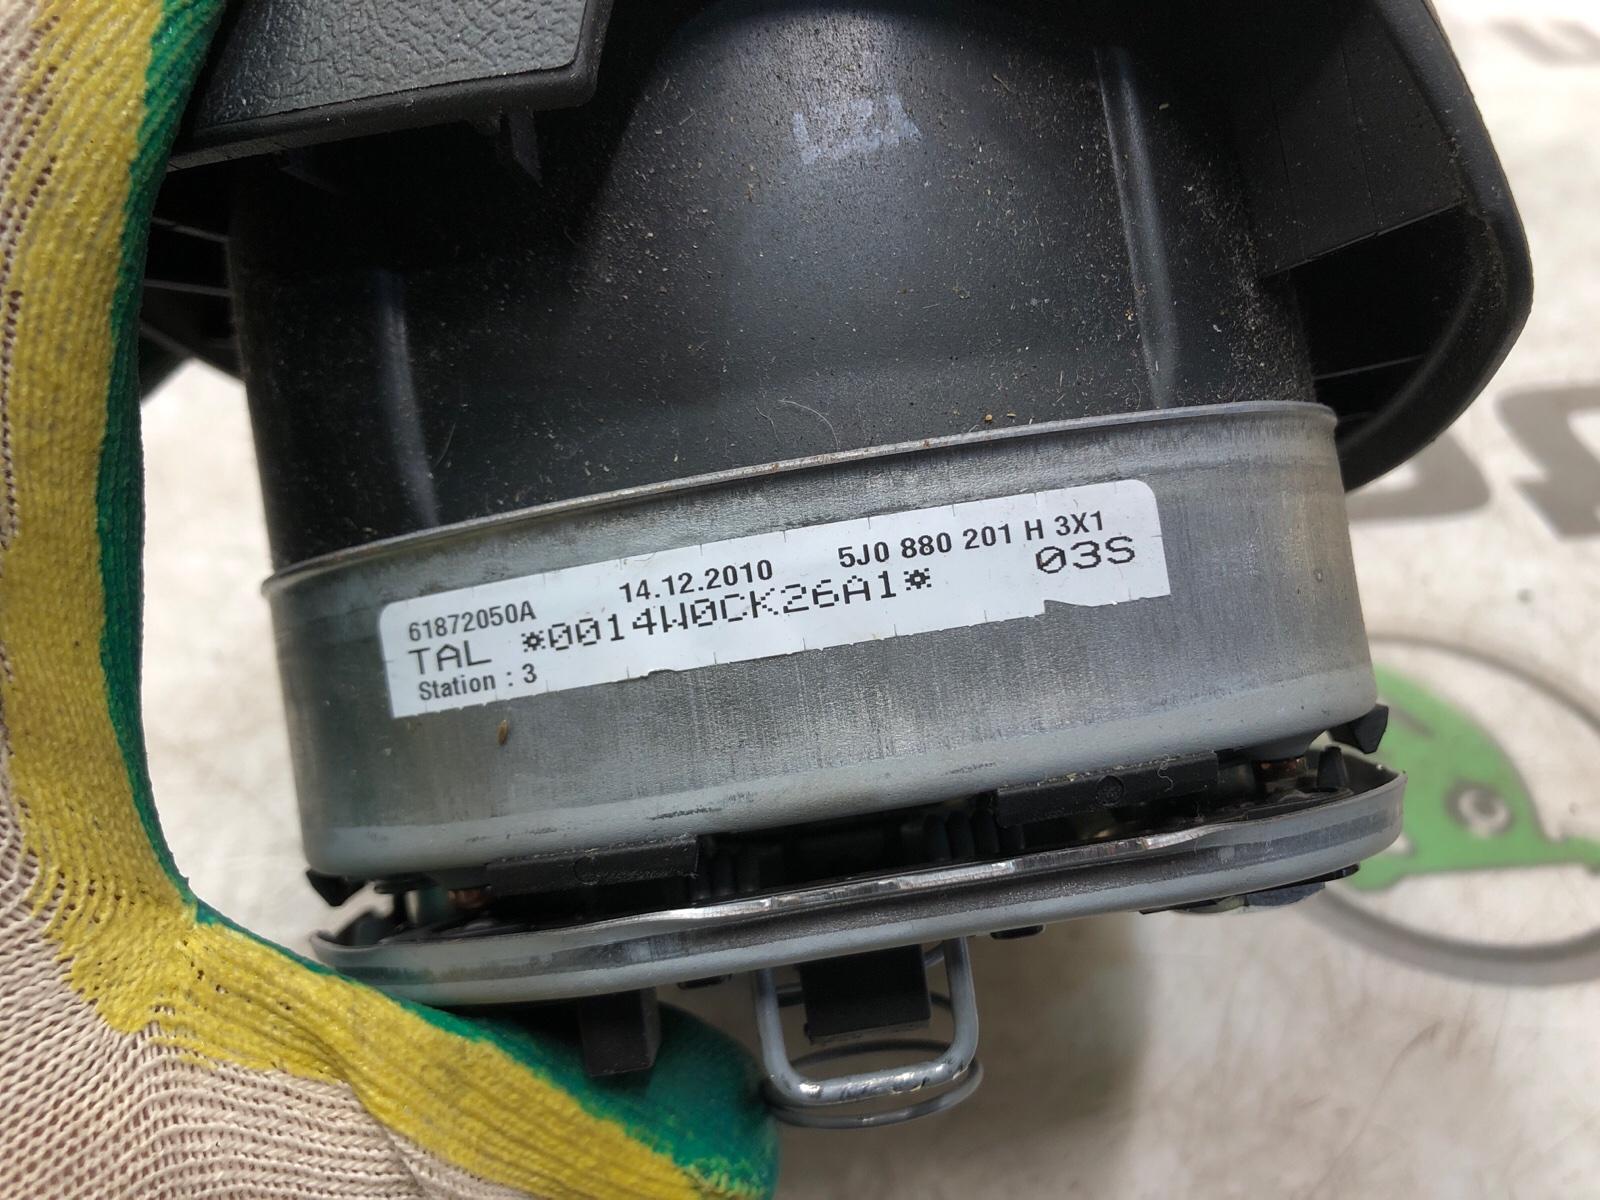 61872050A 14.12.2010 5J0 880 201 H 3X1
TAL *0014W0CK26A1* 03S
Station : 3